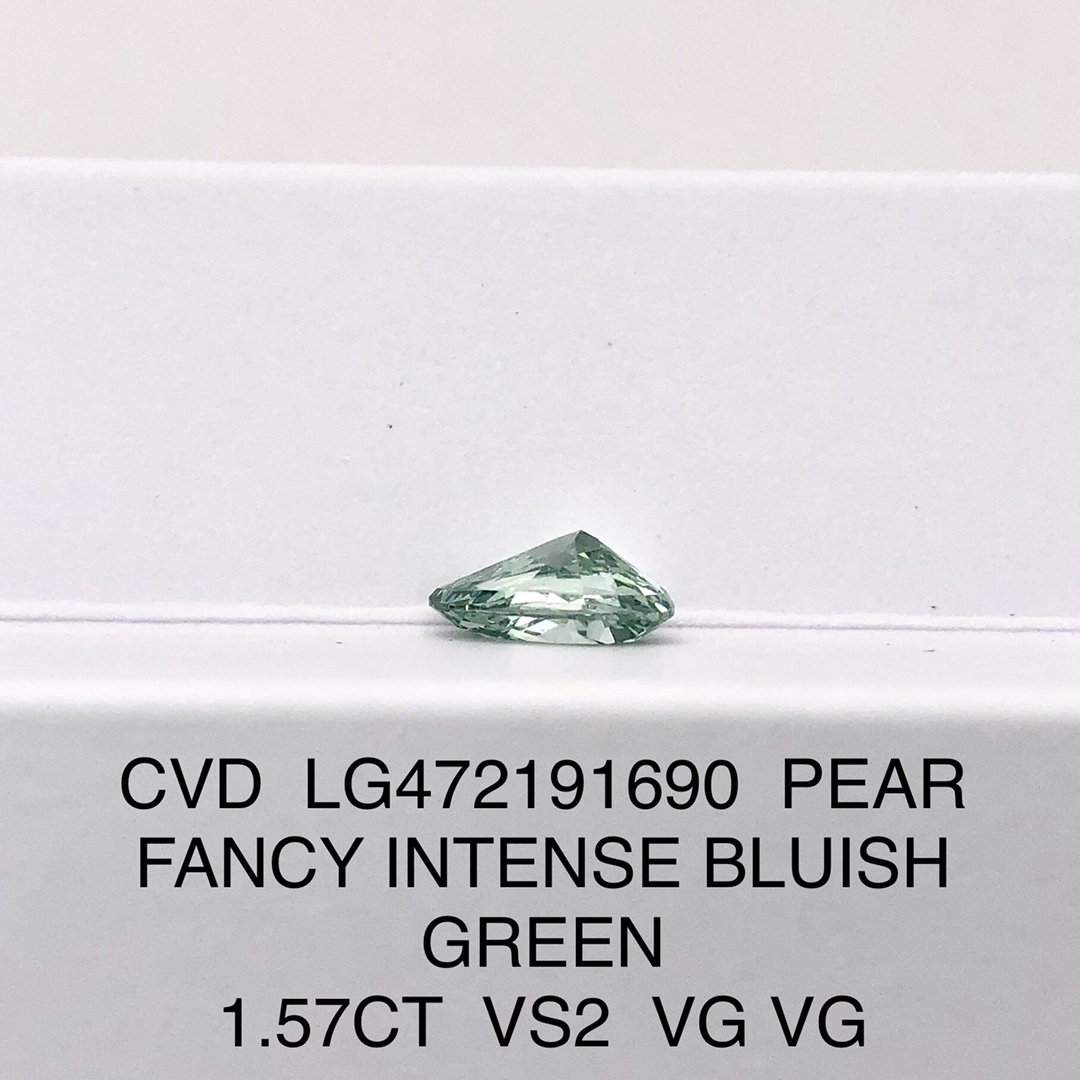 CVD LG472191690 PEAR
FANCY INTENSE BLUISH
GREEN
1.57CT VS2 VG VG